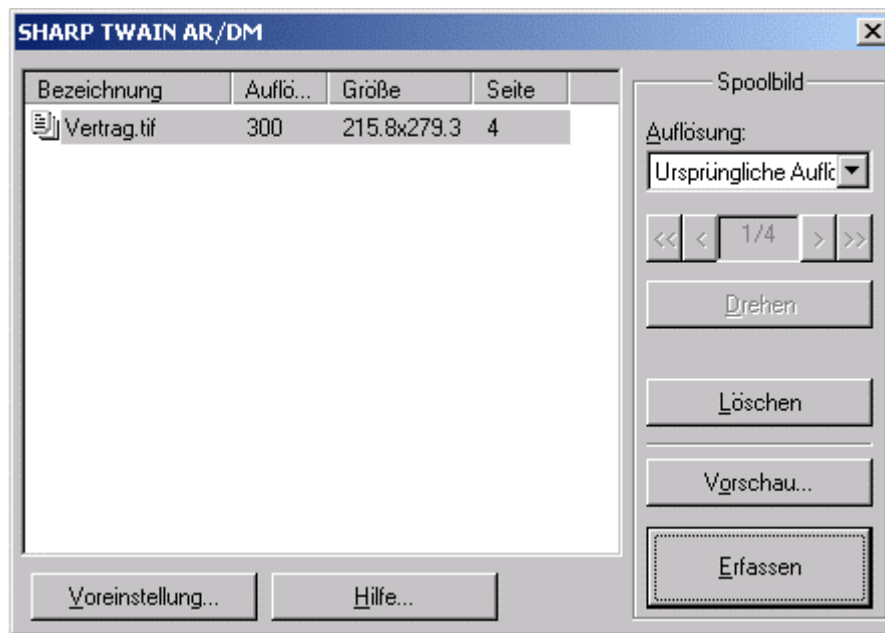 SHARP TWAIN AR/DM
Bezeichnung Auflö... Größe Seite
Vertrag.tif 300 215.8x279.3 4
Spoolbild
Auflösung:
Ursprüngliche Auflö
<< < 1/4 > >>
Drehen
Löschen
Vorschau...
Erfassen
Voreinstellung... Hilfe...